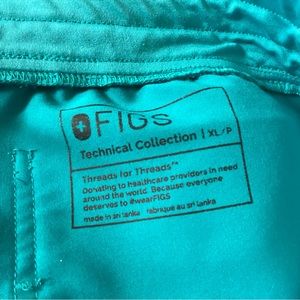 FIGS
Technical Collection | XL/P
Threads for Threads™
Donating to healthcare providers in need
around the world. Because everyone
deserves to #wearFIGS
made in sri lanka fabrique au sri lanka